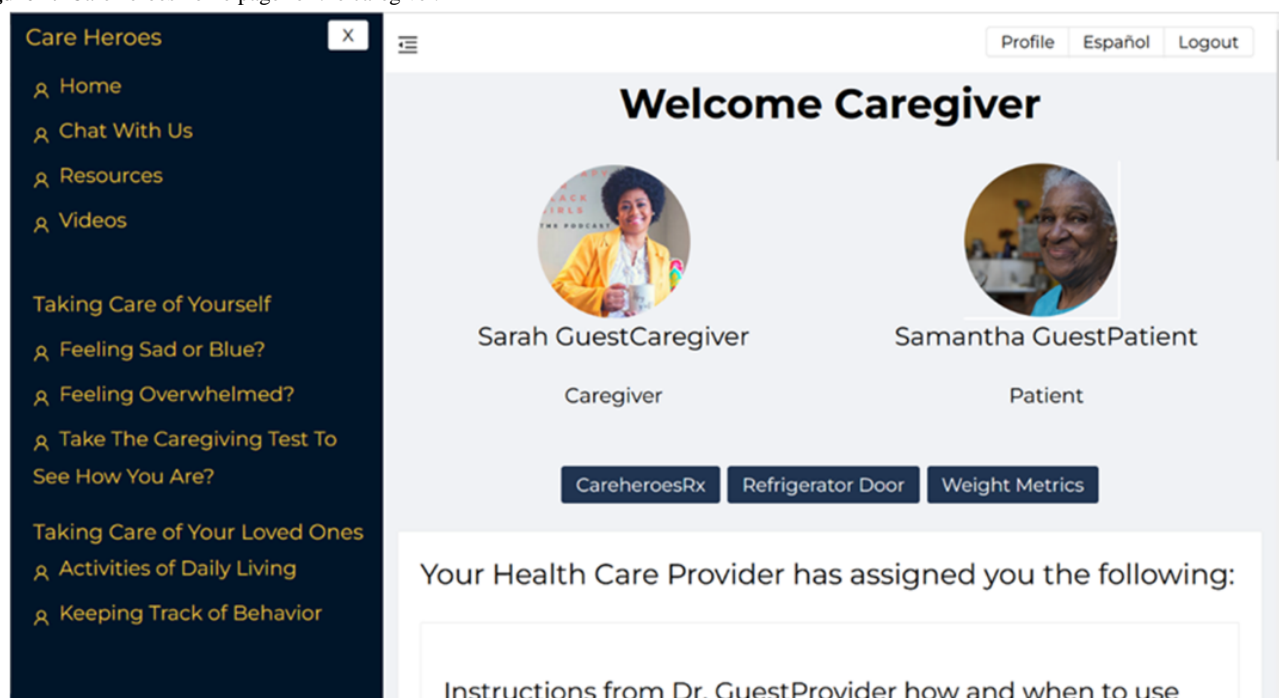 Care Heroes
X
Home
Chat With Us
Resources
Videos
Taking Care of Yourself
Feeling Sad or Blue?
Feeling Overwhelmed?
Take The Caregiving Test To
See How You Are?
Taking Care of Your Loved Ones
Activities of Daily Living
Keeping Track of Behavior
Profile Español Logout
Welcome Caregiver
THE PODCAST
Sarah GuestCaregiver
Samantha GuestPatient
Caregiver
Patient
CareheroesRx Refrigerator Door Weight Metrics
Your Health Care Provider has assigned you the following:
Instructions from Dr. GuestProvider how and when to use